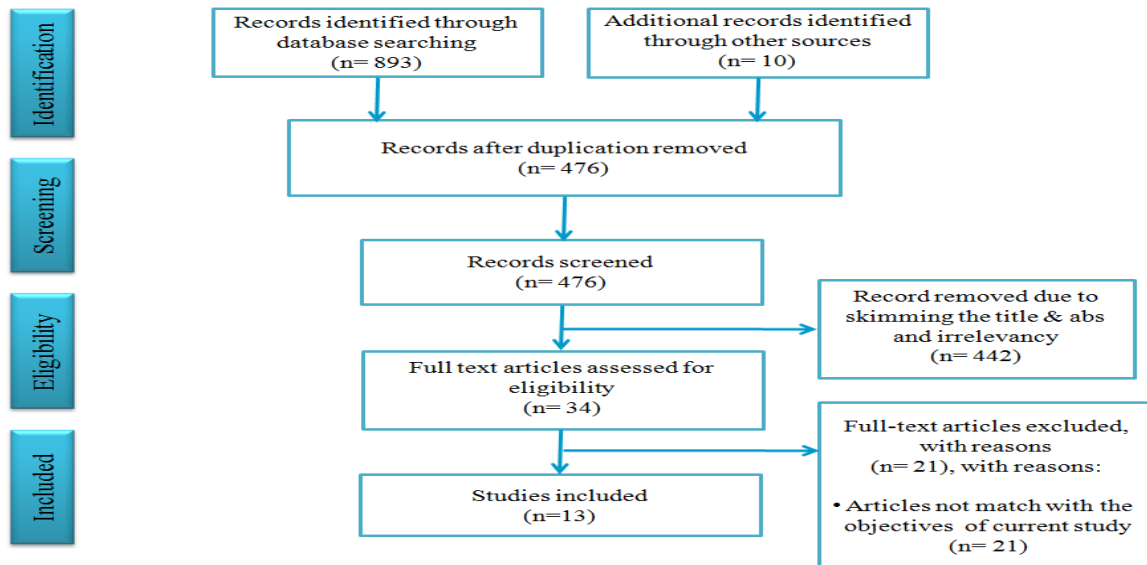 Identification
Records identified through
database searching
(n= 893)
Additional records identified
through other sources
(n= 10)
Records after duplication removed
(n= 476)
Screening
Records screened
(n= 476)
Record removed due to
skimming the title & abs
and irrelevancy
(n= 442)
Eligibility
Full text articles assessed for
eligibility
(n= 34)
Full-text articles excluded,
with reasons
(n= 21), with reasons:
• Articles not match with the
objectives of current study
(n= 21)
Included
Studies included
(n=13)